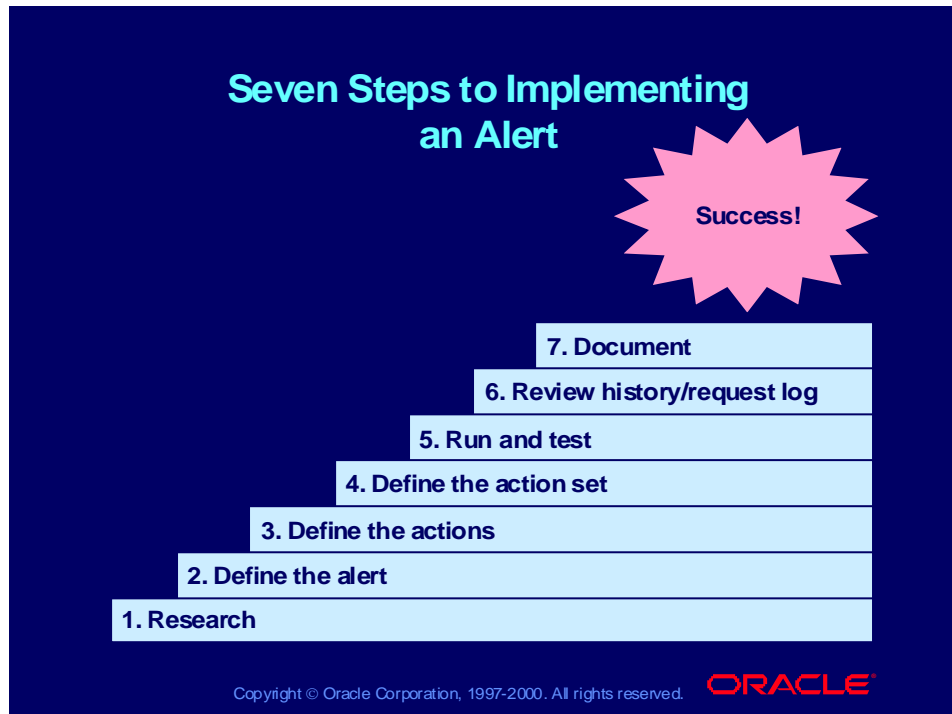 Seven Steps to Implementing
an Alert
Success!
7. Document
6. Review history/request log
5. Run and test
4. Define the action set
3. Define the actions
2. Define the alert
1. Research
Copyright © Oracle Corporation, 1997-2000. All rights reserved.
ORACLE®